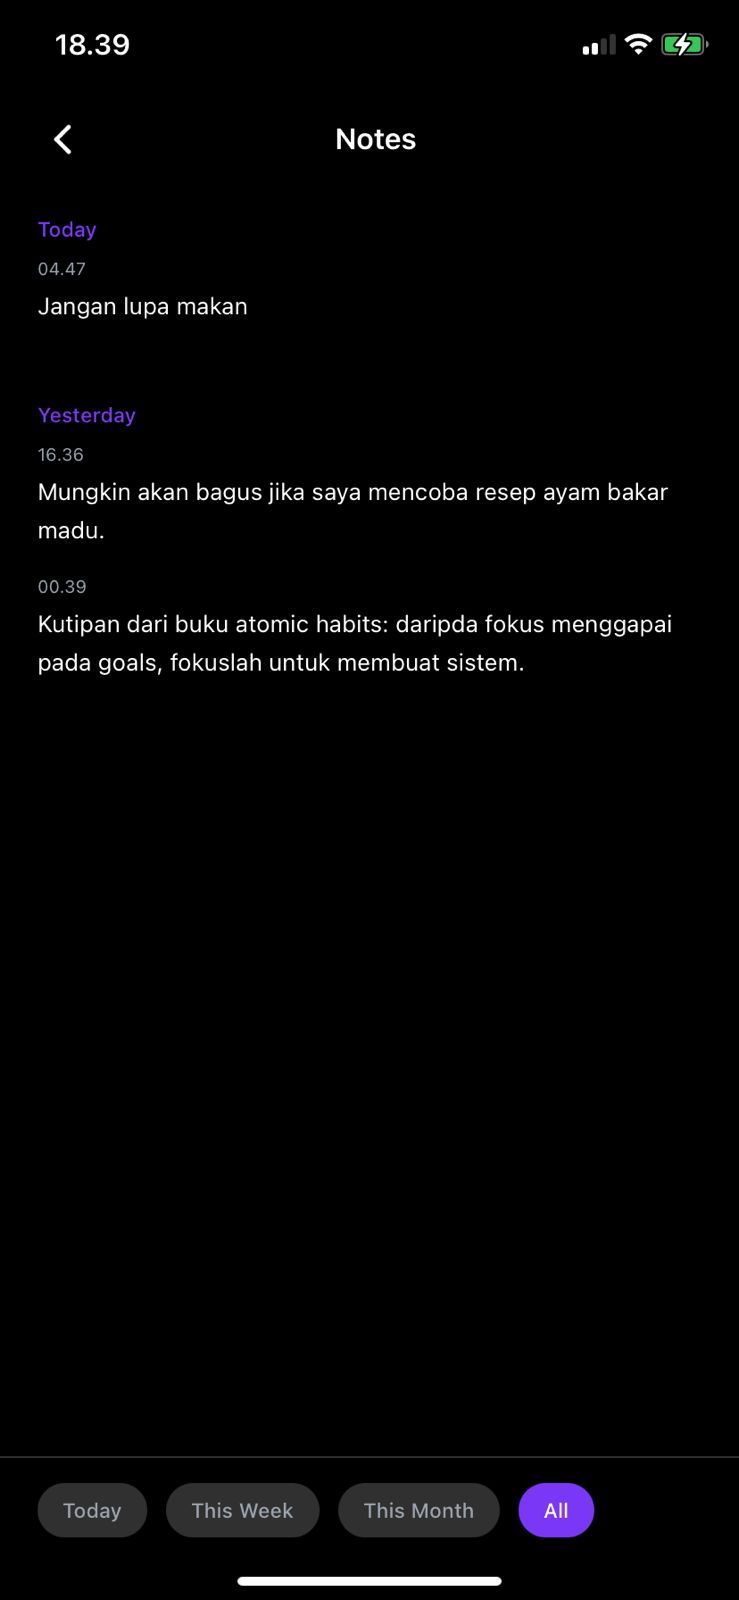 18.39
Notes
Today
04.47
Jangan lupa makan
Yesterday
16.36
Mungkin akan bagus jika saya mencoba resep ayam bakar
madu.
00.39
Kutipan dari buku atomic habits: daripda fokus menggapai
pada goals, fokuslah untuk membuat sistem.
Today This Week This Month All